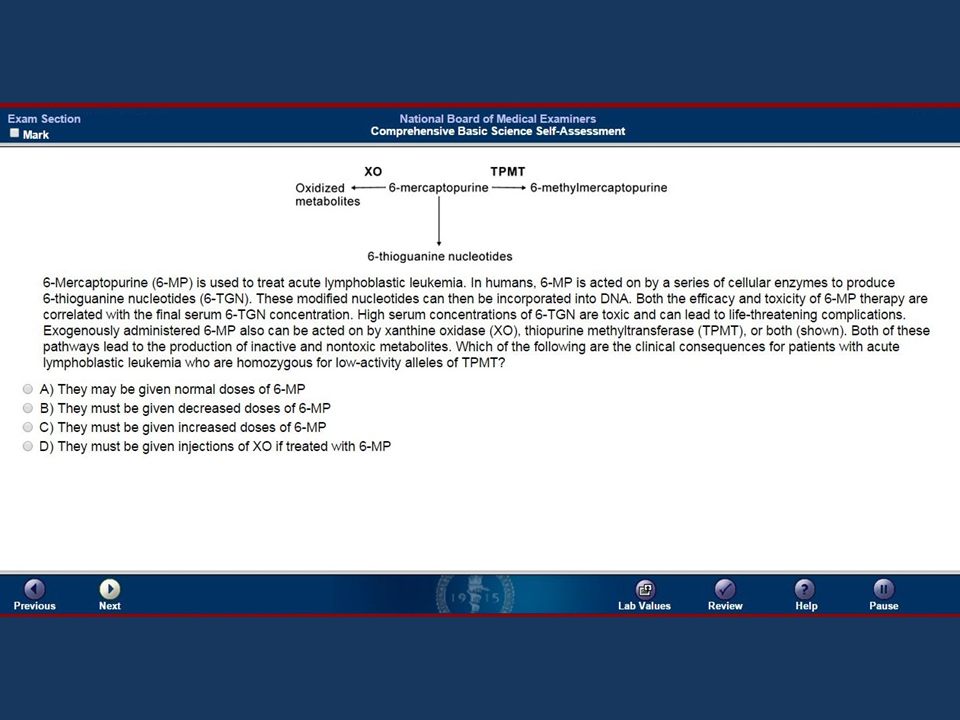 Exam Section
Mark
National Board of Medical Examiners
Comprehensive Basic Science Self-Assessment
XO
TPMT
Oxidized metabolites
6-mercaptopurine
6-methylmercaptopurine
6-thioguanine nucleotides
6-Mercaptopurine (6-MP) is used to treat acute lymphoblastic leukemia. In humans, 6-MP is acted on by a series of cellular enzymes to produce
6-thioguanine nucleotides (6-TGN). These modified nucleotides can then be incorporated into DNA. Both the efficacy and toxicity of 6-MP therapy are
correlated with the final serum 6-TGN concentration. High serum concentrations of 6-TGN are toxic and can lead to life-threatening complications.
Exogenously administered 6-MP also can be acted on by xanthine oxidase (XO), thiopurine methyltransferase (TPMT), or both (shown). Both of these
pathways lead to the production of inactive and nontoxic metabolites. Which of the following are the clinical consequences for patients with acute
lymphoblastic leukemia who are homozygous for low-activity alleles of TPMT?
A) They may be given normal doses of 6-MP
B) They must be given decreased doses of 6-MP
C) They must be given increased doses of 6-MP
D) They must be given injections of XO if treated with 6-MP
Previous
Next
19 15
Lab Values
Review
Help
Pause